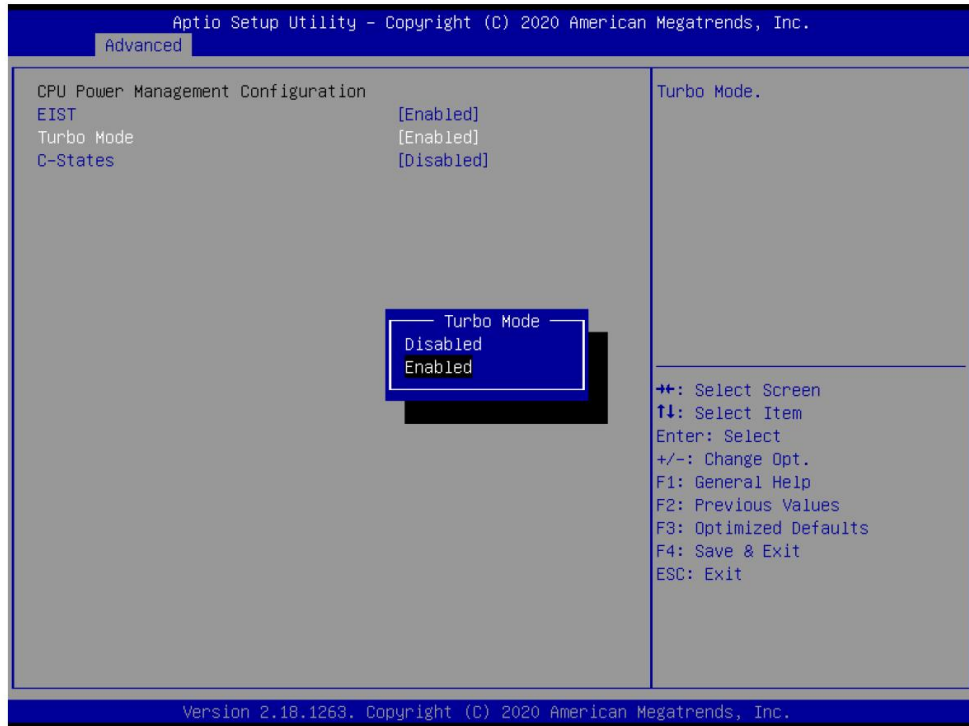 Aptio Setup Utility – Copyright (C) 2020 American Megatrends, Inc.
Advanced
CPU Power Management Configuration
EIST [Enabled]
Turbo Mode [Enabled]
C-States [Disabled]
Turbo Mode.
Turbo Mode
Disabled
Enabled
→←: Select Screen
↑↓: Select Item
Enter: Select
+/-: Change Opt.
F1: General Help
F2: Previous Values
F3: Optimized Defaults
F4: Save & Exit
ESC: Exit
Version 2.18.1263. Copyright (C) 2020 American Megatrends, Inc.